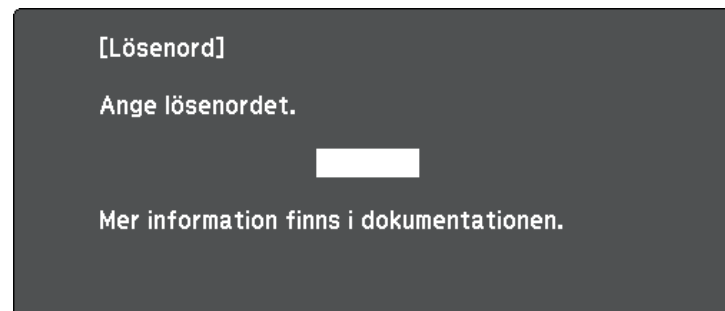 [Lösenord]
Ange lösenordet.
Mer information finns i dokumentationen.